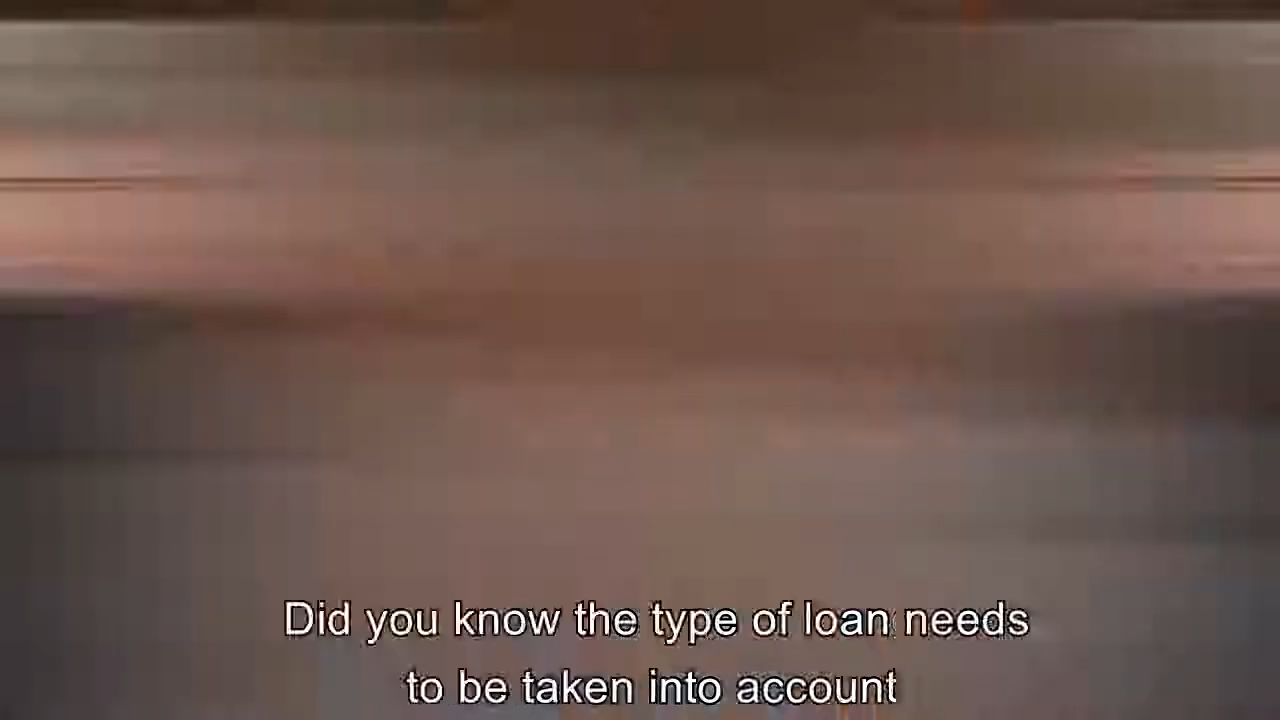 Did you know the type of loan needs
to be taken into account